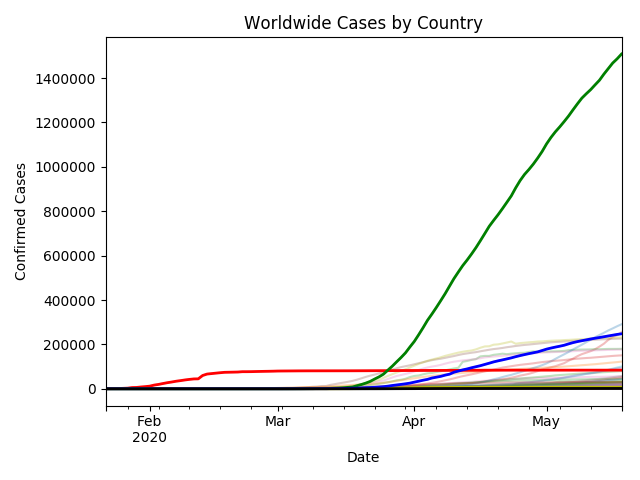 Worldwide Cases by Country
Confirmed Cases
1400000
1200000
1000000
800000
600000
400000
200000
0
Feb
2020
Mar
Apr
May
Date